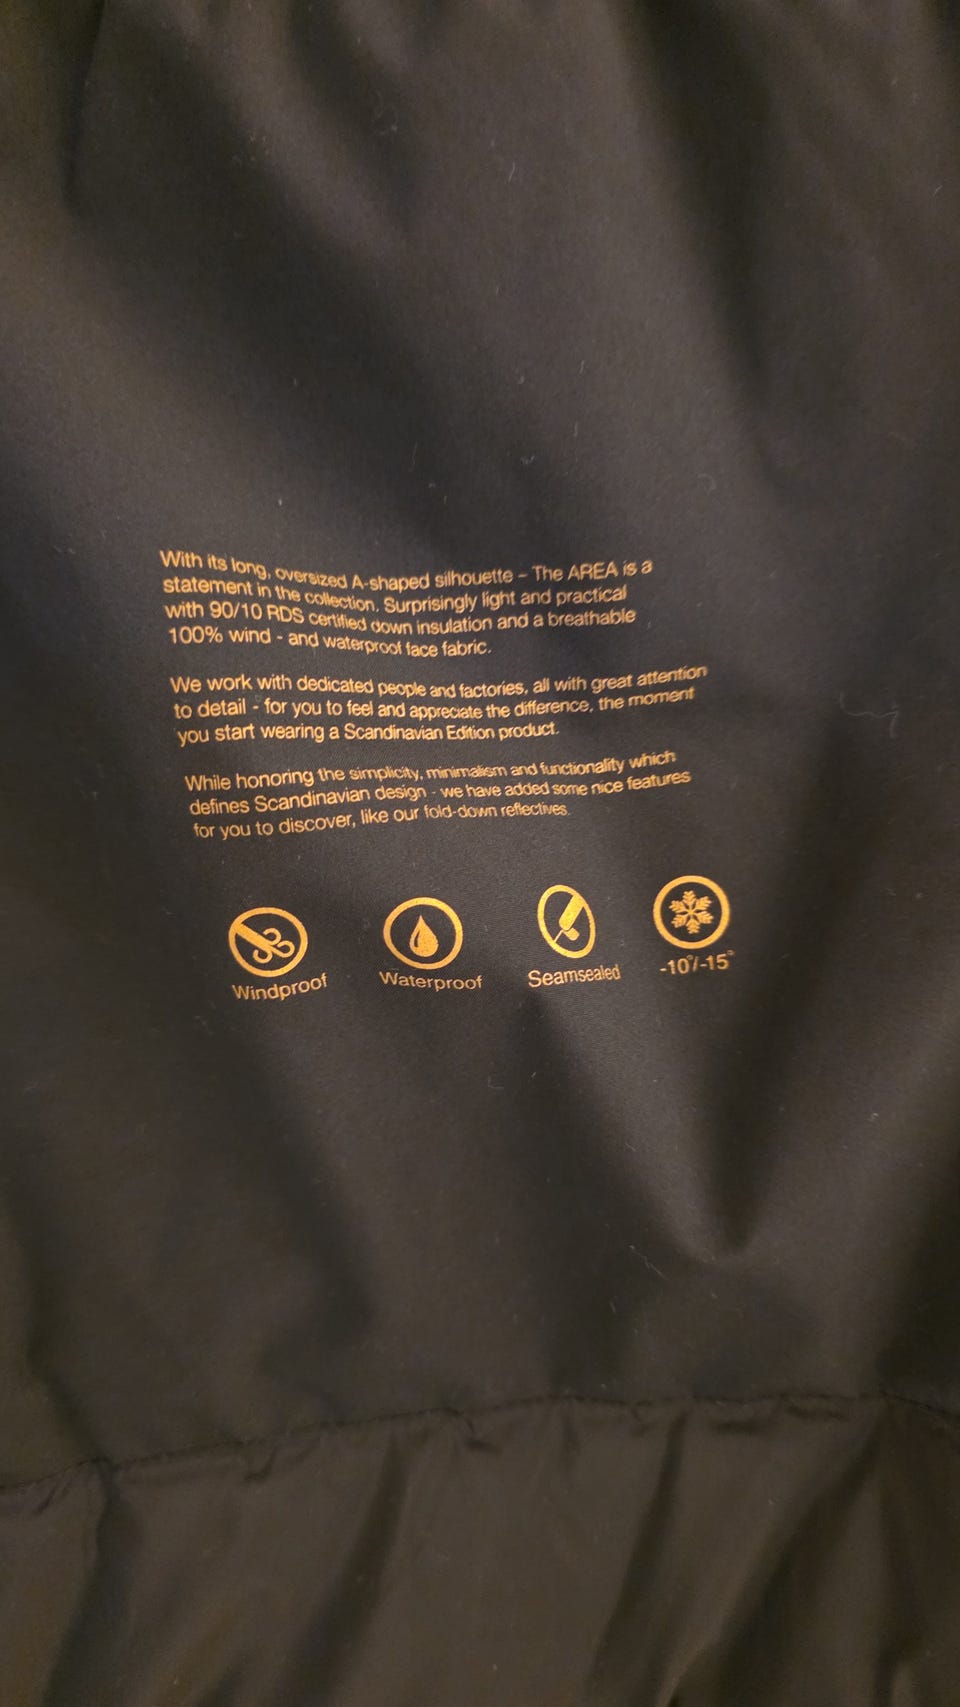 With its long, oversized A-shaped silhouette – The AREA is a
statement in the collection. Surprisingly light and practical
with 90/10 RDS certified down insulation and a breathable
100% wind - and waterproof face fabric.
We work with dedicated people and factories, all with great attention
to detail - for you to feel and appreciate the difference, the moment
you start wearing a Scandinavian Edition product.
While honoring the simplicity, minimalism and functionality which
defines Scandinavian design - we have added some nice features
for you to discover, like our fold-down reflectives.
Windproof Waterproof Seamsealed -10°/-15°